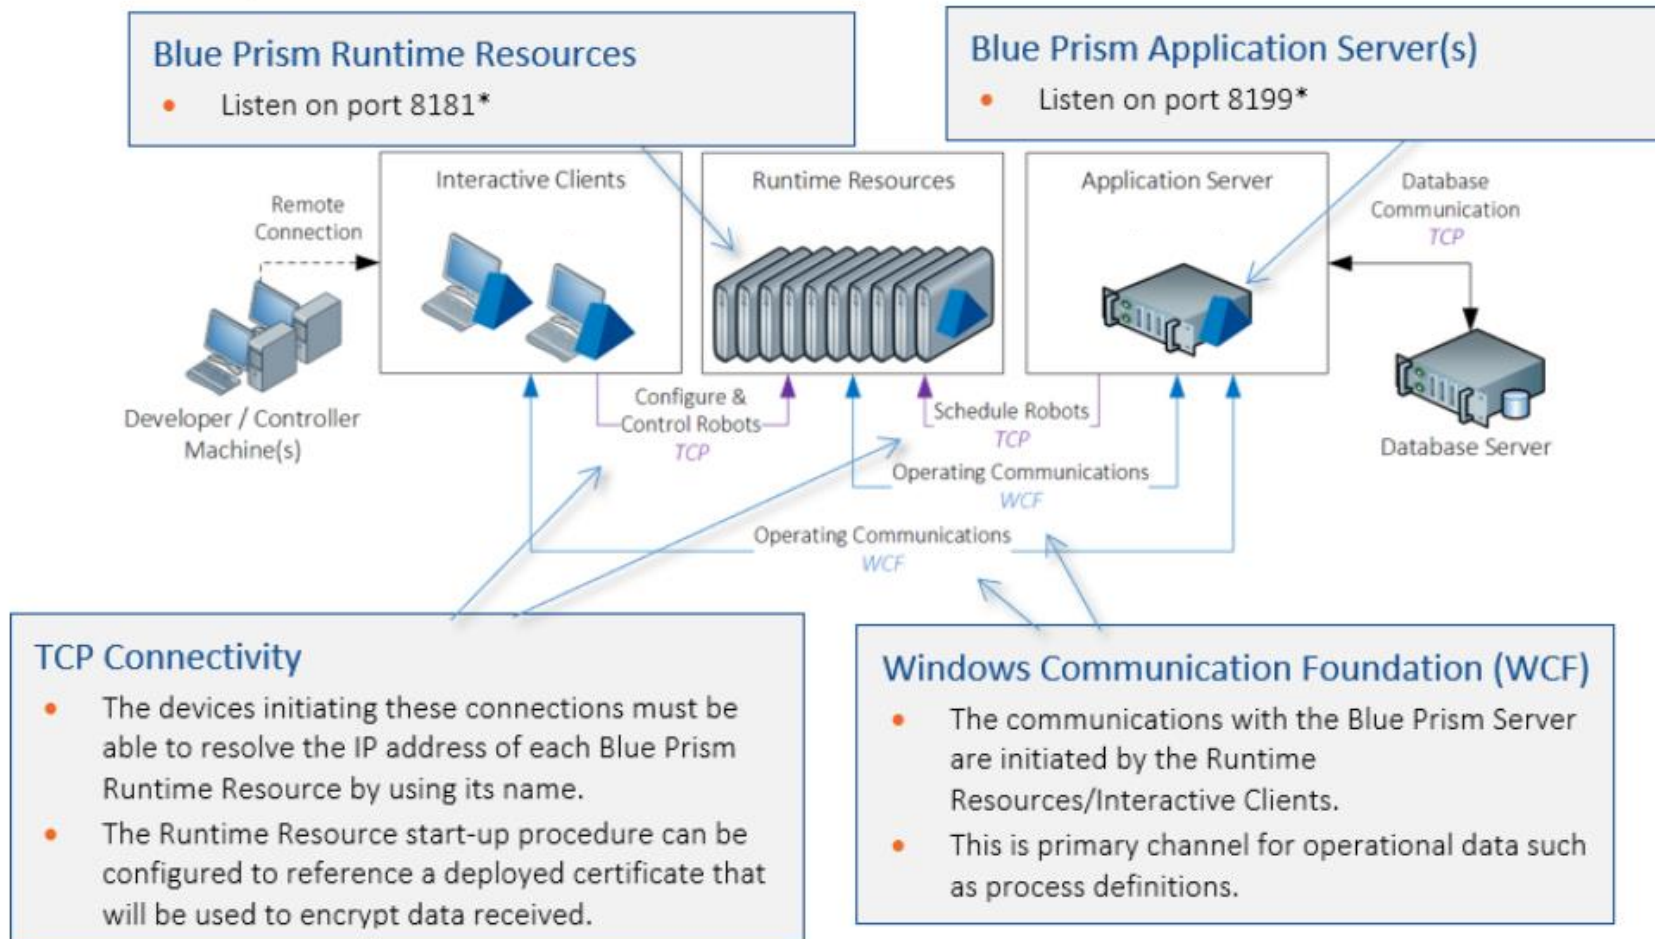 Blue Prism Runtime Resources
• Listen on port 8181*
Blue Prism Application Server(s)
• Listen on port 8199*
Interactive Clients
Runtime Resources
Application Server
Remote
Connection
Database
Communication
TCP
Developer / Controller
Machine(s)
Configure &
Control Robots
TCP
Schedule Robots
TCP
Database Server
Operating Communications
WCF
Operating Communications
WCF
TCP Connectivity
• The devices initiating these connections must be
able to resolve the IP address of each Blue Prism
Runtime Resource by using its name.
• The Runtime Resource start-up procedure can be
configured to reference a deployed certificate that
will be used to encrypt data received.
Windows Communication Foundation (WCF)
• The communications with the Blue Prism Server
are initiated by the Runtime
Resources/Interactive Clients.
• This is primary channel for operational data such
as process definitions.